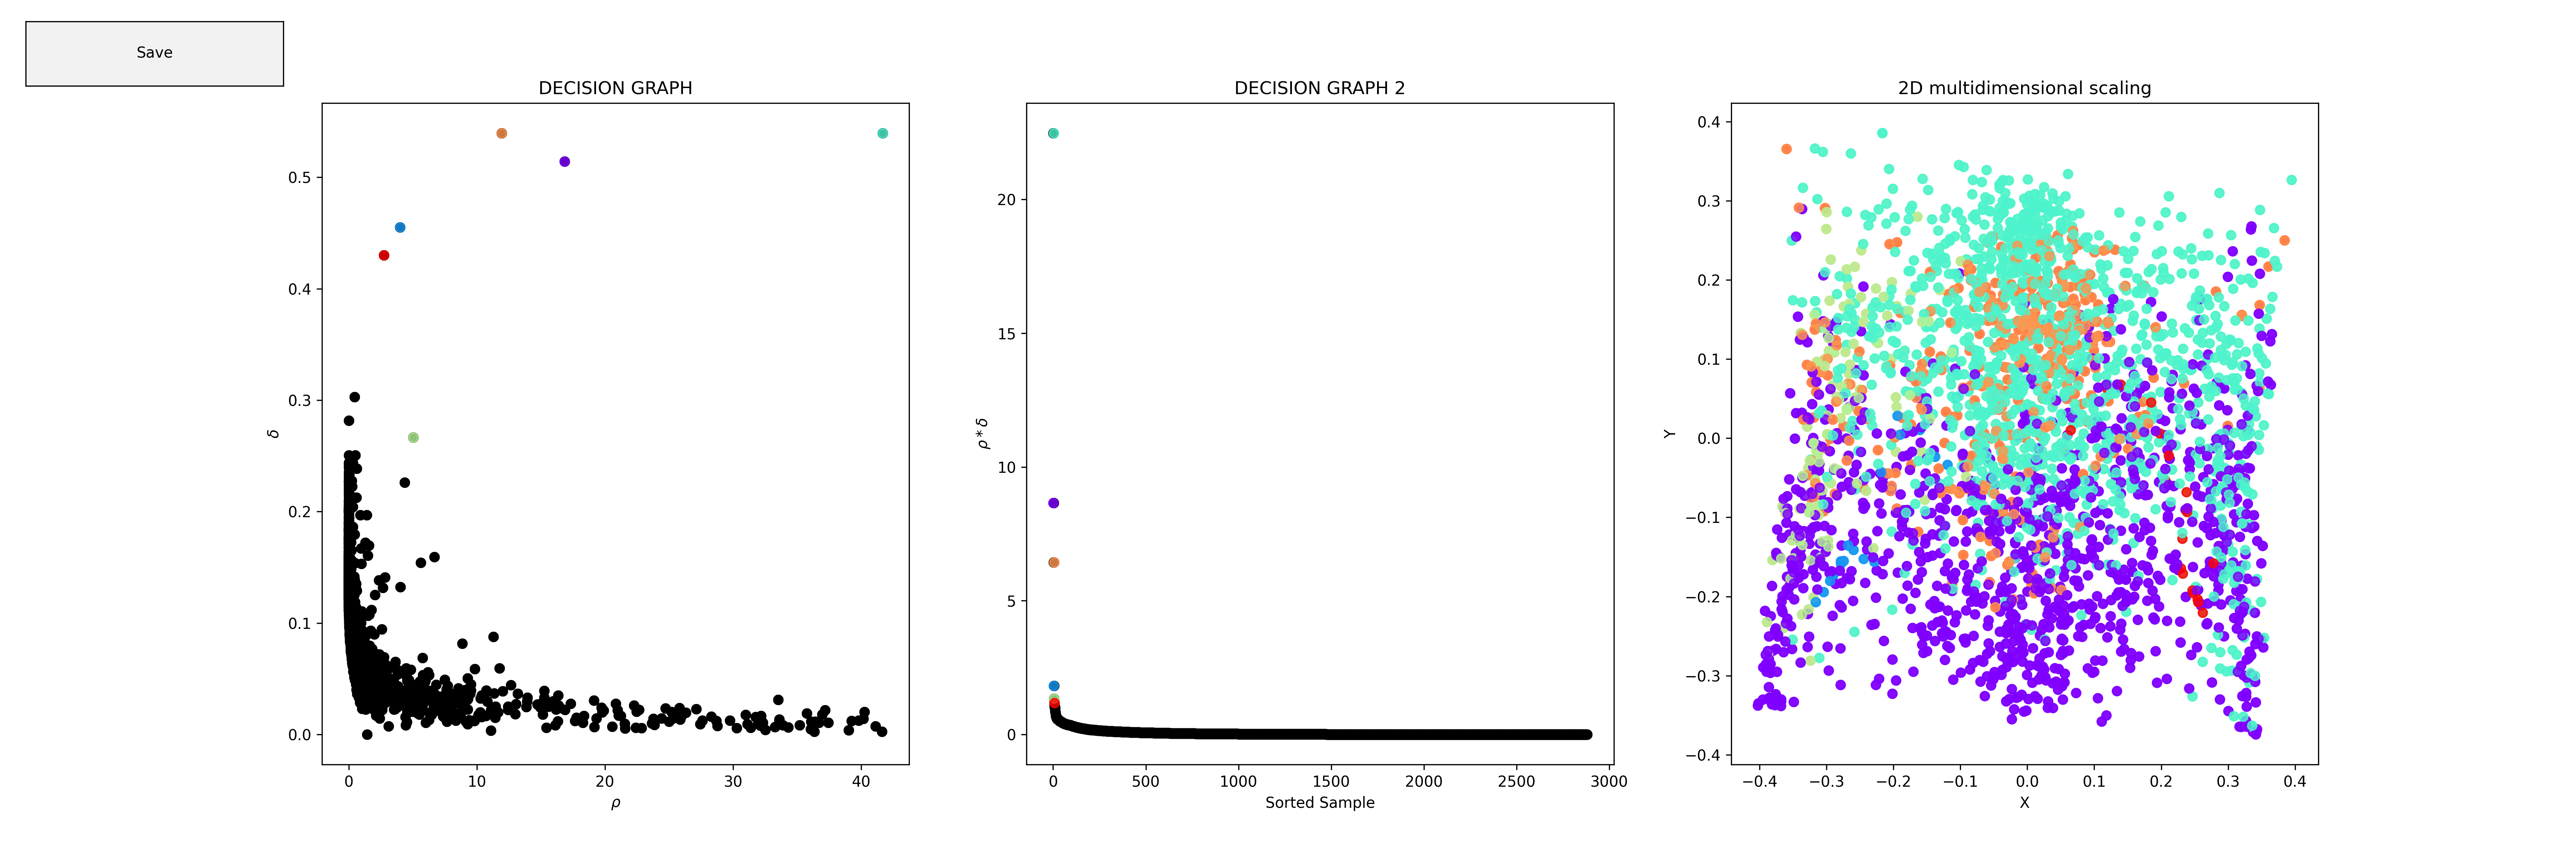 Save
DECISION GRAPH
0.5
0.4
0.3
0.2
0.1
0.0
δ
0 10 20 30 40
ρ
DECISION GRAPH 2
20
15
10
5
0
ρ * δ
0 500 1000 1500 2000 2500 3000
Sorted Sample
2D multidimensional scaling
0.4
0.3
0.2
0.1
0.0
−0.1
−0.2
−0.3
−0.4
Y
−0.4 −0.3 −0.2 −0.1 0.0 0.1 0.2 0.3 0.4
X